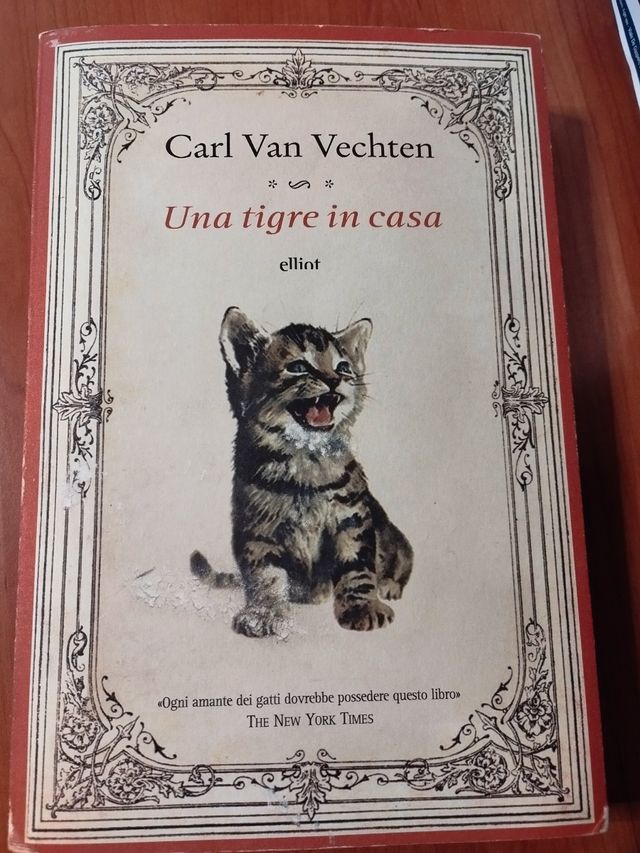 Carl Van Vechten
Una tigre in casa
elliot
«Ogni amante dei gatti dovrebbe possedere questo libro»
THE NEW YORK TIMES